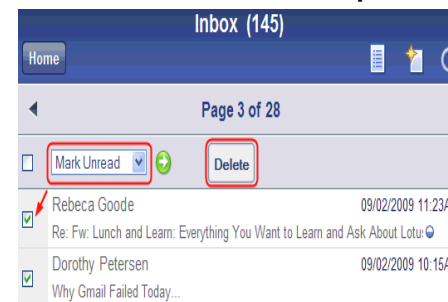 Inbox (145)
Home
Page 3 of 28
Mark Unread
Delete
Rebeca Goode 09/02/2009 11:23A
Re: Fw: Lunch and Learn: Everything You Want to Learn and Ask About Lotus
Dorothy Petersen 09/02/2009 10:15A
Why Gmail Failed Today...